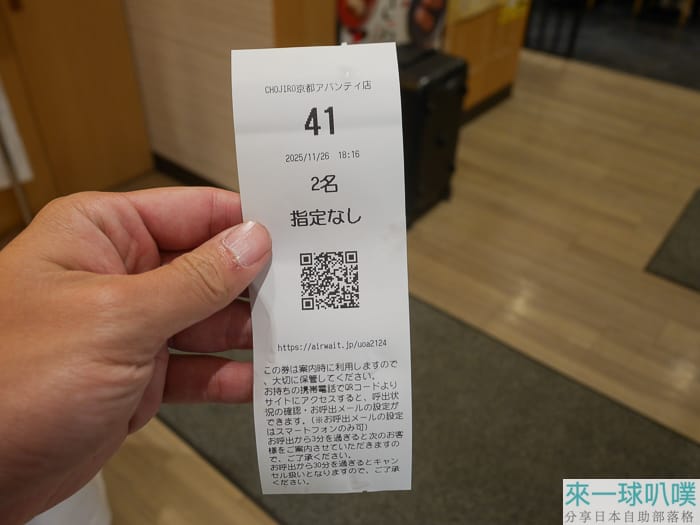 CHOJIRO京都アバンティ店
41
2025/11/26 18:16
2名
指定なし
https://airwait.jp/uoa2124
この券は案内時に利用しますので
、大切に保管してください。
お持ちの携帯電話でQRコードより
サイトにアクセスすると、呼出状
況の確認・お呼出メールの設定が
できます。(※お呼出メールの設定
はスマートフォンのみ可)
お呼出から3分を過ぎると次のお客
様をご案内させていただきますの
で、ご了承ください。
お呼出から30分を過ぎるとキャン
セル扱いとなりますので、ご了承
ください。
來一球叭噗
分享日本自助部落格